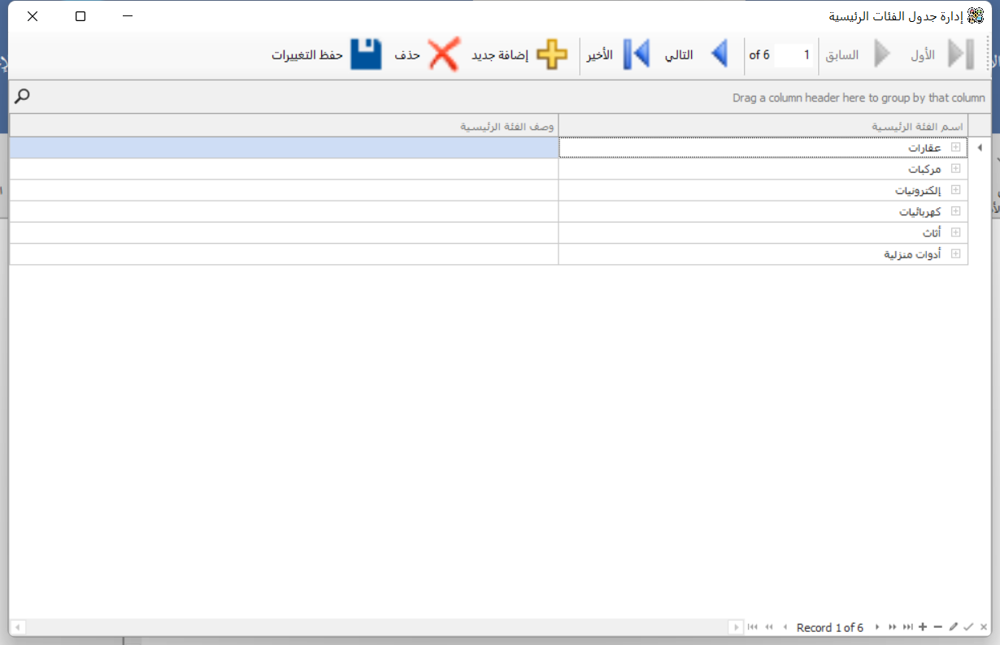 إدارة جدول الفئات الرئيسية
الأول السابق 1 of 6 التالي الأخير إضافة جديد حذف حفظ التغييرات
Drag a column header here to group by that column
اسم الفئة الرئيسية وصف الفئة الرئيسية
عقارات
مركبات
إلكترونيات
كهربائيات
أثاث
أدوات منزلية
Record 1 of 6